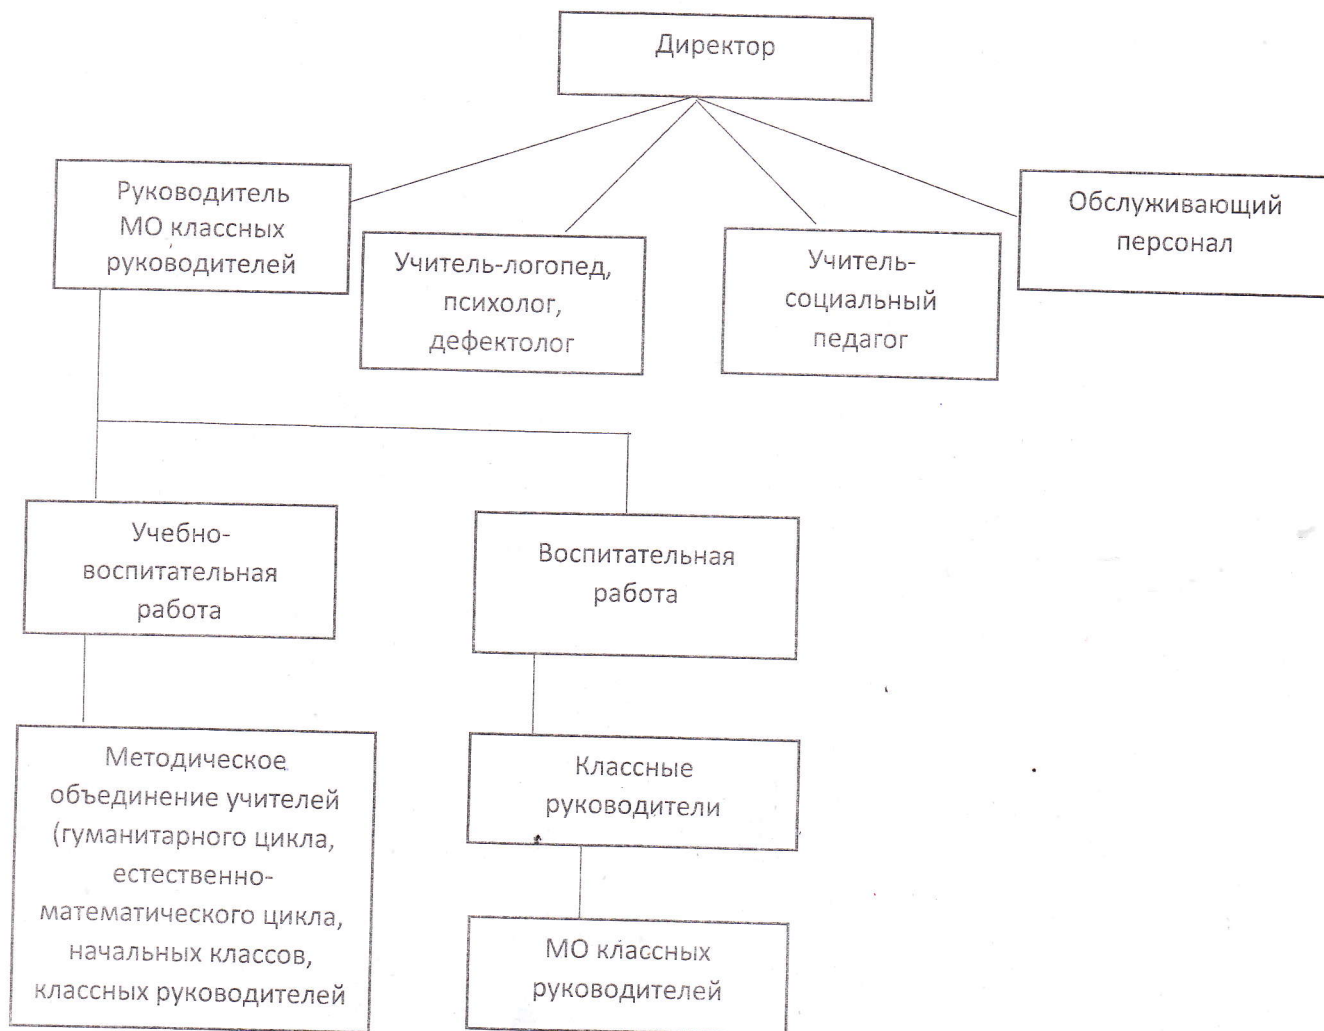 Директор
Руководитель
МО классных
руководителей
Учитель-логопед,
психолог,
дефектолог
Учитель-
социальный
педагог
Обслуживающий
персонал
Учебно-
воспитательная
работа
Воспитательная
работа
Методическое
объединение учителей
(гуманитарного цикла,
естественно-
математического цикла,
начальных классов,
классных руководителей
Классные
руководители
МО классных
руководителей